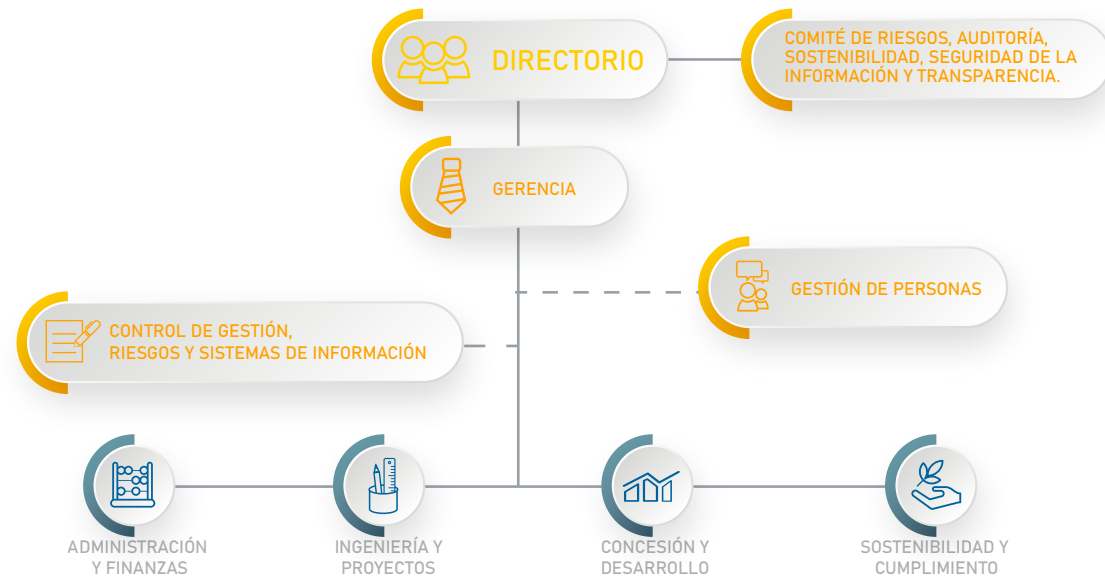 DIRECTORIO
COMITÉ DE RIESGOS, AUDITORÍA,
SOSTENIBILIDAD, SEGURIDAD DE LA
INFORMACIÓN Y TRANSPARENCIA.
GERENCIA
GESTIÓN DE PERSONAS
CONTROL DE GESTIÓN,
RIESGOS Y SISTEMAS DE INFORMACIÓN
ADMINISTRACIÓN
Y FINANZAS
INGENIERÍA Y
PROYECTOS
CONCESIÓN Y
DESARROLLO
SOSTENIBILIDAD Y
CUMPLIMIENTO